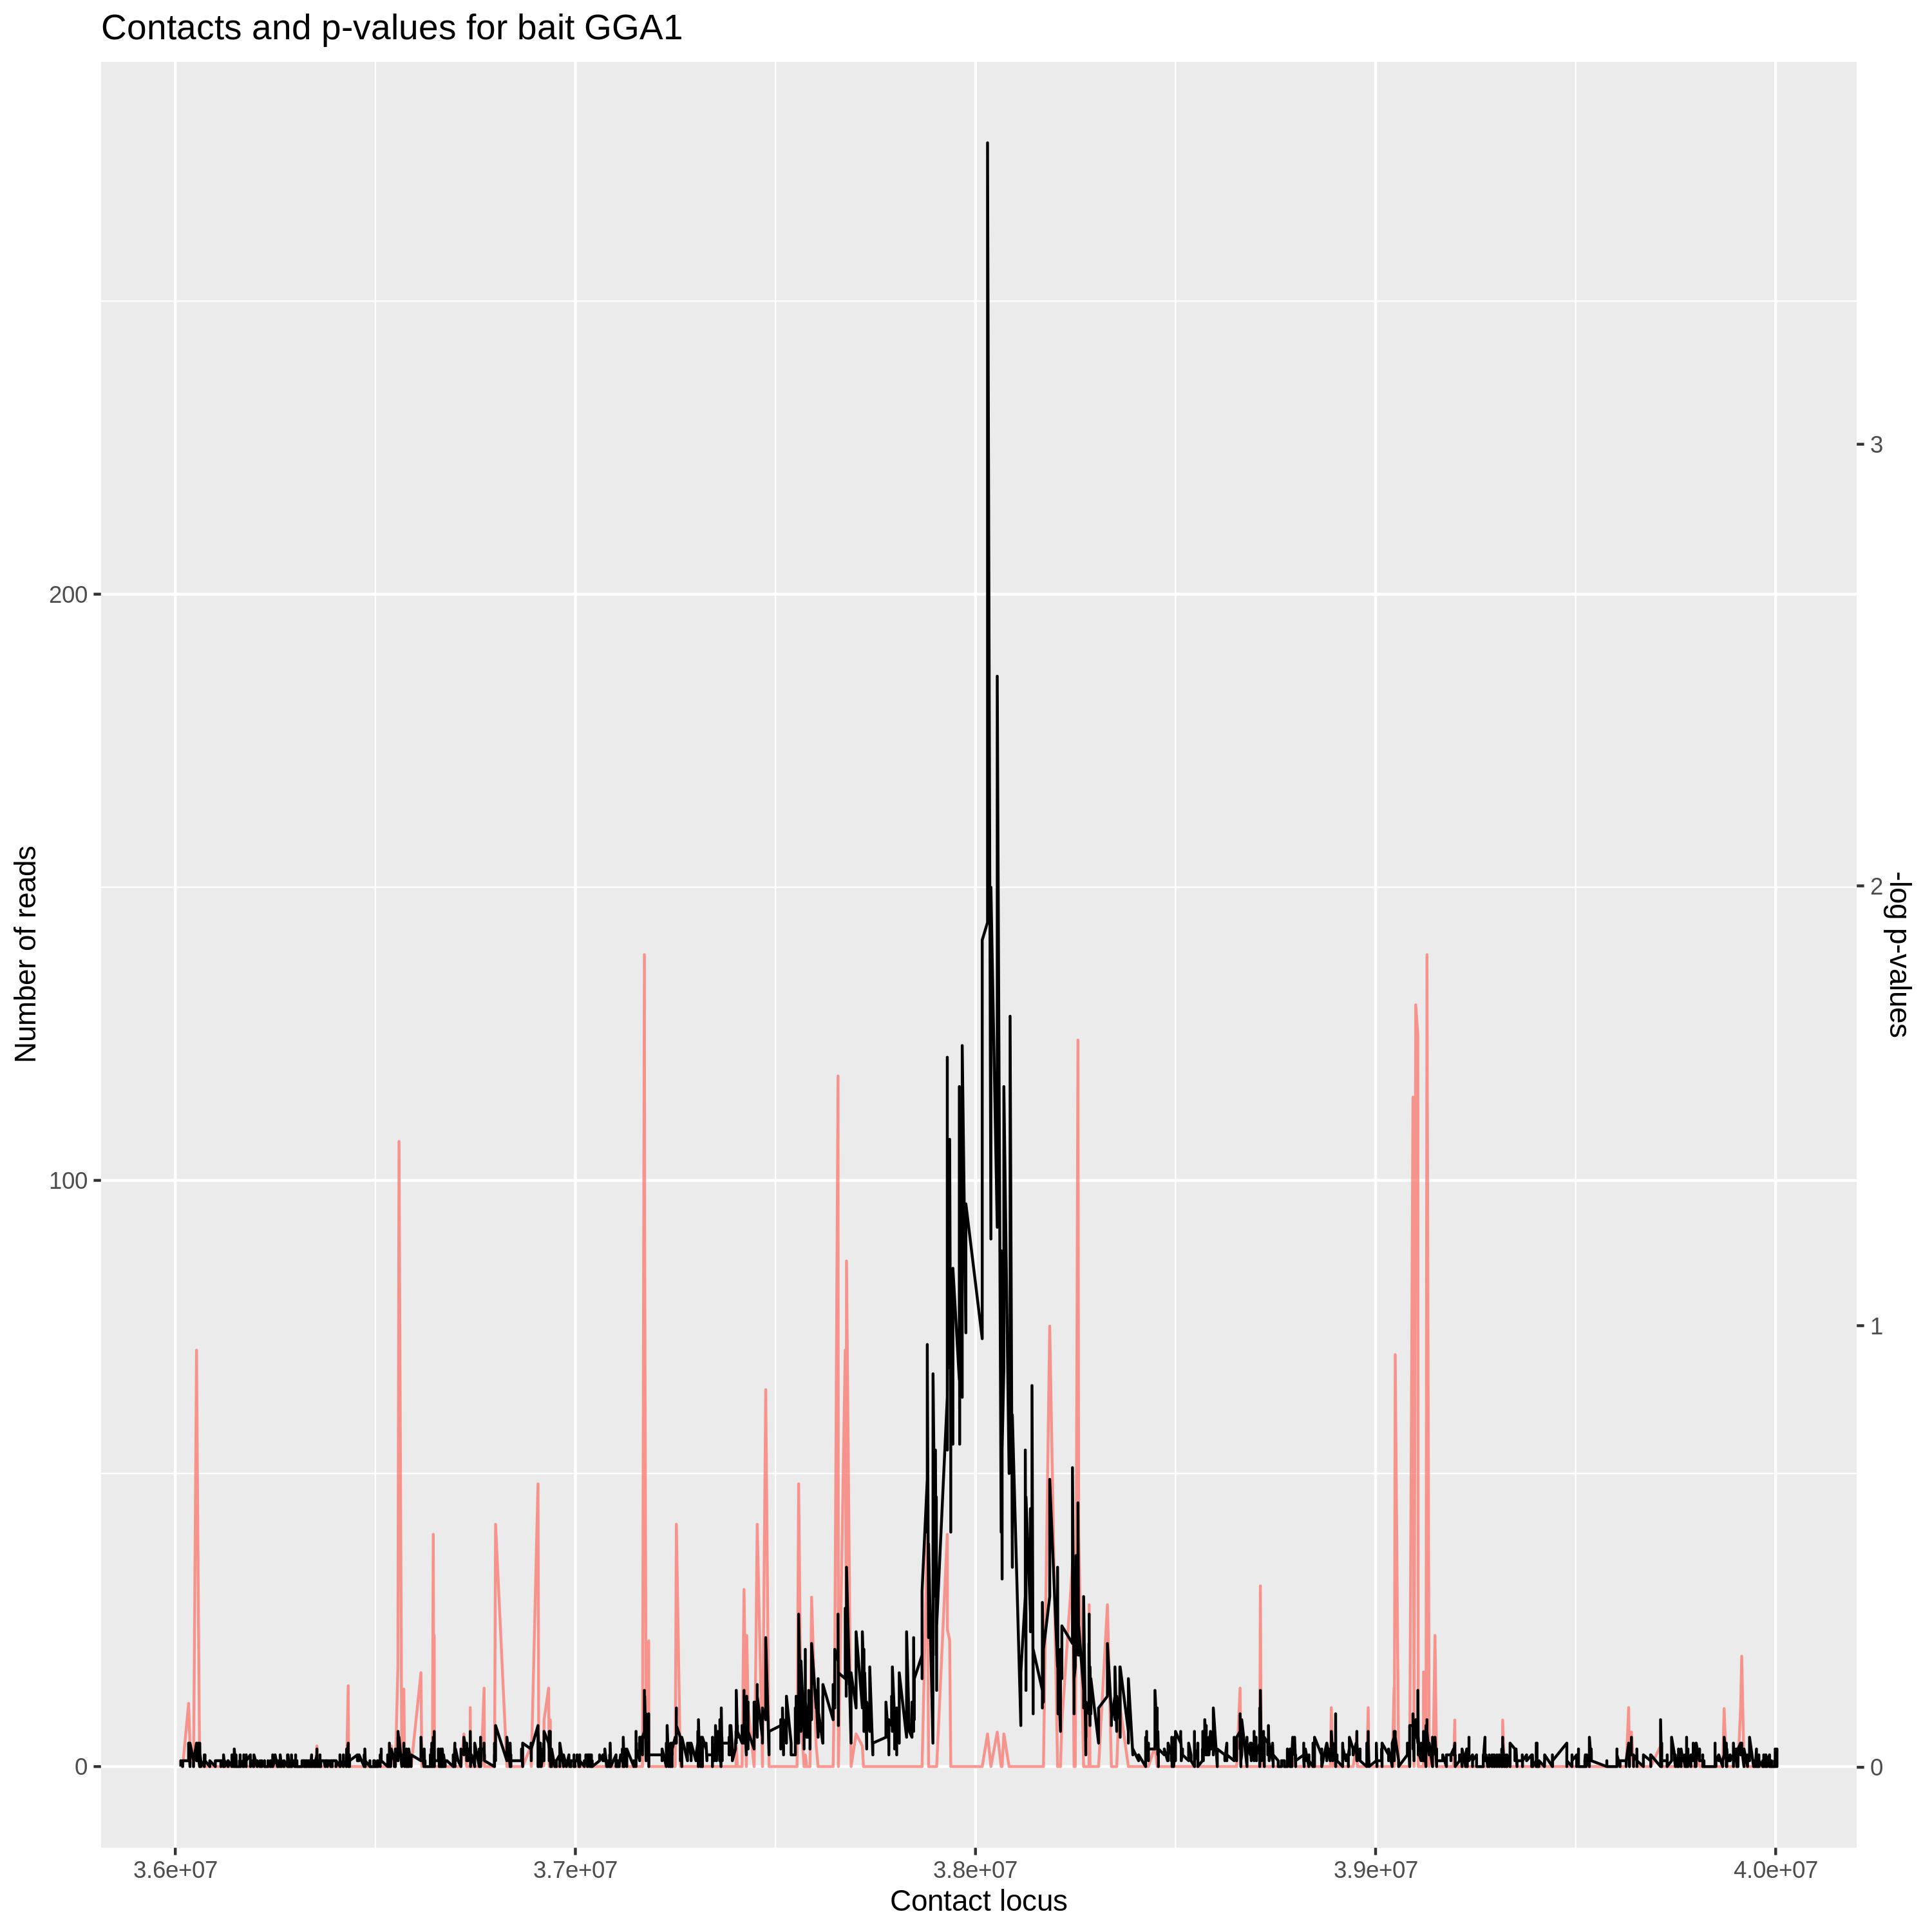 Contacts and p-values for bait GGA1
Number of reads
200
100
0
3
2
1
0
-log p-values
3.6e+07 3.7e+07 3.8e+07 3.9e+07 4.0e+07
Contact locus